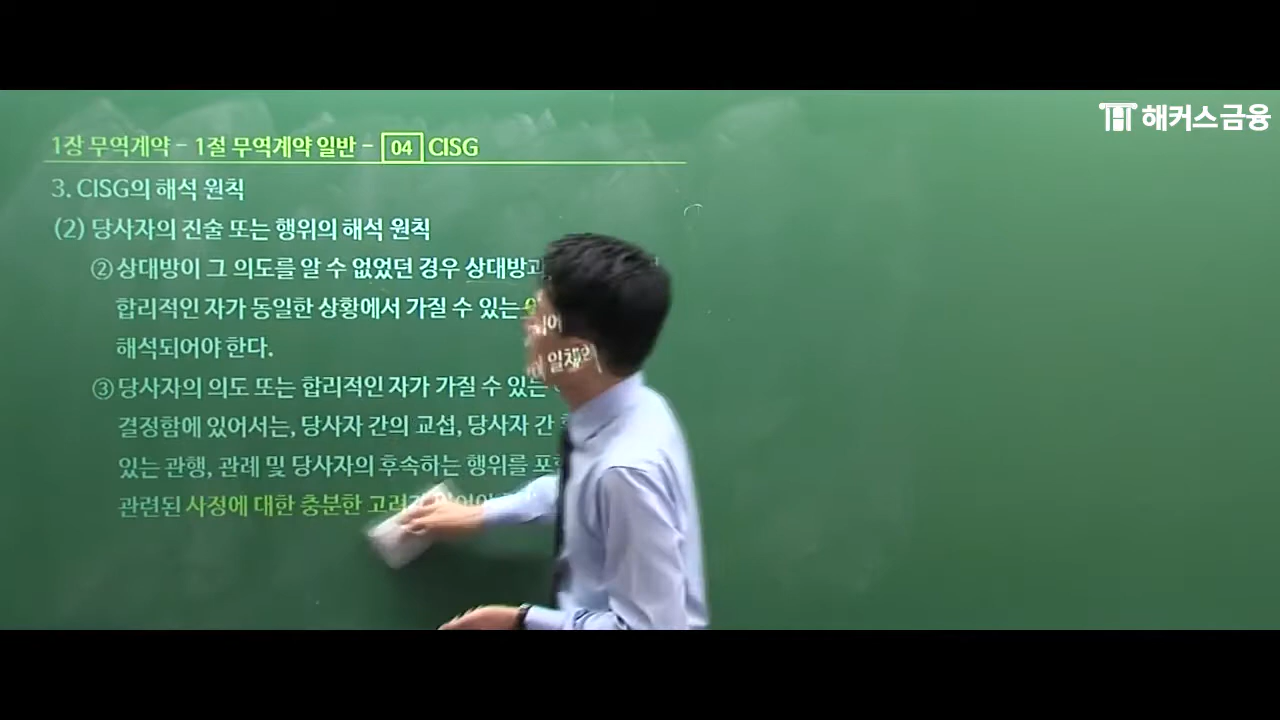 해커스금융
1장 무역계약 - 1절 무역계약 일반 - 04 CISG
3. CISG의 해석 원칙
(2) 당사자의 진술 또는 행위의 해석 원칙
② 상대방이 그 의도를 알 수 없었던 경우 상대방과
합리적인 자가 동일한 상황에서 가질 수 있는
해석되어야 한다.
③ 당사자의 의도 또는 합리적인 자가 가질 수 있는
결정함에 있어서는, 당사자 간의 교섭, 당사자 간
있는 관행, 관례 및 당사자의 후속하는 행위를
관련된 사정에 대한 충분한 고려가